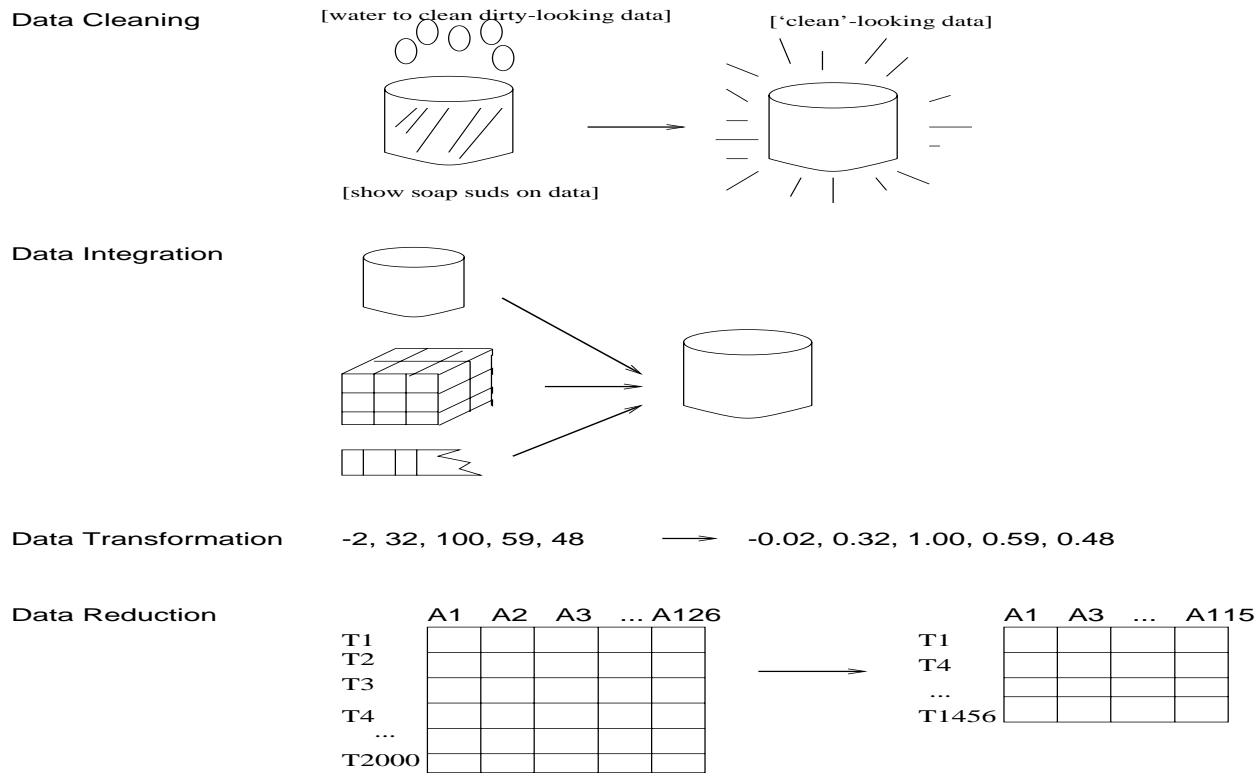 Data Cleaning
[water to clean dirty-looking data]
[‘clean’-looking data]
[show soap suds on data]
Data Integration
Data Transformation -2, 32, 100, 59, 48 -0.02, 0.32, 1.00, 0.59, 0.48
Data Reduction
A1 A2 A3 ... A126
T1
T2
T3
T4
...
T2000
A1 A3 ... A115
T1
T4
...
T1456